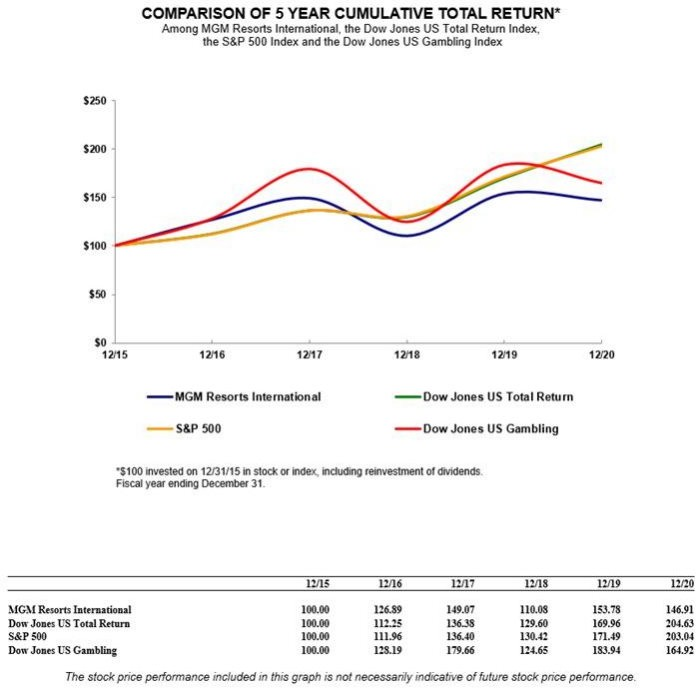 COMPARISON OF 5 YEAR CUMULATIVE TOTAL RETURN*
Among MGM Resorts International, the Dow Jones US Total Return Index,
the S&P 500 Index and the Dow Jones US Gambling Index
$250
$200
$150
$100
$50
$0
12/15 12/16 12/17 12/18 12/19 12/20
MGM Resorts International Dow Jones US Total Return
S&P 500 Dow Jones US Gambling
*$100 invested on 12/31/15 in stock or index, including reinvestment of dividends.
Fiscal year ending December 31.
12/15 12/16 12/17 12/18 12/19 12/20
MGM Resorts International 100.00 126.89 149.07 110.08 153.78 146.91
Dow Jones US Total Return 100.00 112.25 136.38 129.60 169.96 204.63
S&P 500 100.00 111.96 136.40 130.42 171.49 203.04
Dow Jones US Gambling 100.00 128.19 179.66 124.65 183.94 164.92
The stock price performance included in this graph is not necessarily indicative of future stock price performance.